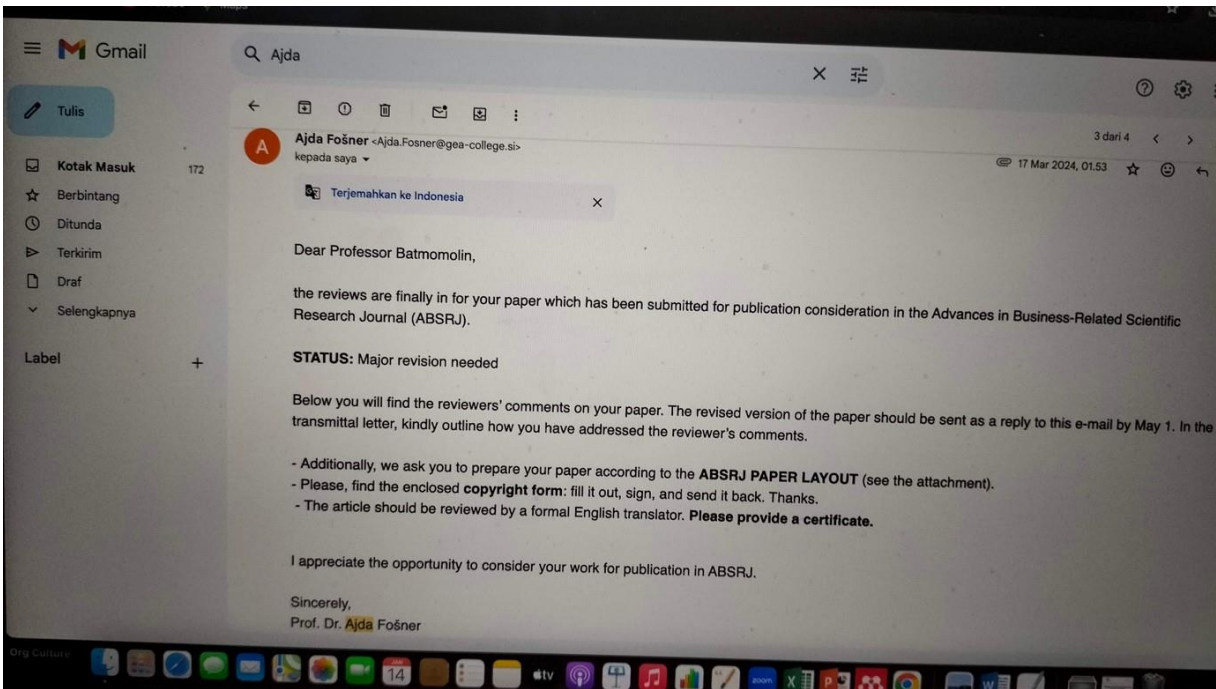 Maps
Gmail
Ajda
Tulis
3 dari 4
Ajda Fošner <Ajda.Fosner@gea-college.si>
kepada saya
17 Mar 2024, 01.53
Kotak Masuk 172
Berbintang
Ditunda
Terkirim
Draf
Selengkapnya
Label +
Terjemahkan ke Indonesia
Dear Professor Batmomolin,
the reviews are finally in for your paper which has been submitted for publication consideration in the Advances in Business-Related Scientific
Research Journal (ABSRJ).
STATUS: Major revision needed
Below you will find the reviewers' comments on your paper. The revised version of the paper should be sent as a reply to this e-mail by May 1. In the
transmittal letter, kindly outline how you have addressed the reviewer's comments.
- Additionally, we ask you to prepare your paper according to the ABSRJ PAPER LAYOUT (see the attachment).
- Please, find the enclosed copyright form: fill it out, sign, and send it back. Thanks.
- The article should be reviewed by a formal English translator. Please provide a certificate.
I appreciate the opportunity to consider your work for publication in ABSRJ.
Sincerely,
Prof. Dr. Ajda Fošner
Org Culture
JAN
14
tv
zoom